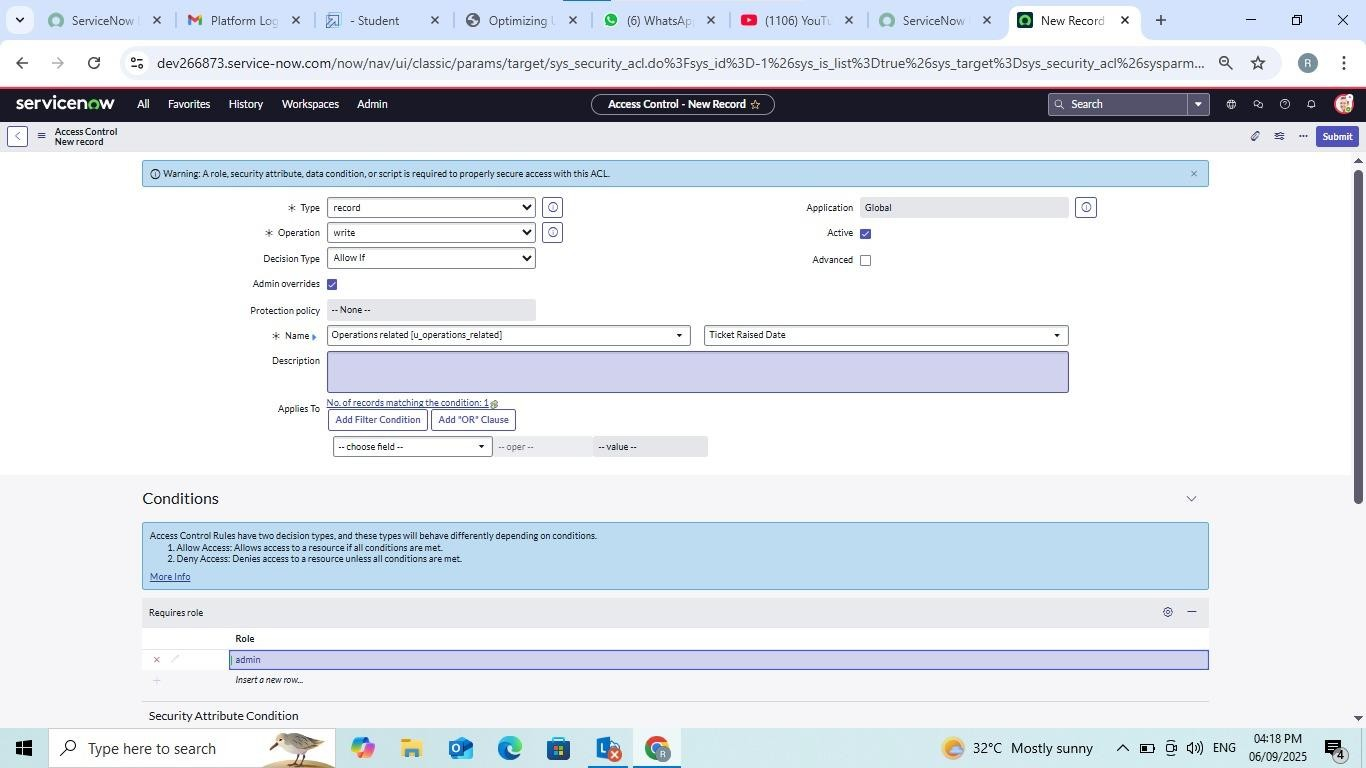 ServiceNow
Platform Log
- Student
Optimizing
(6) WhatsAp
(1106) YouT
ServiceNow
New Record
dev266873.service-now.com/now/nav/ui/classic/params/target/sys_security_acl.do%3Fsys_id%3D-1%26sys_is_list%3Dtrue%26sys_target%3Dsys_security_acl%26sysparm...
R
servicenow
All
Favorites
History
Workspaces
Admin
Access Control - New Record
Search
Access Control
New record
Submit
Warning: A role, security attribute, data condition, or script is required to properly secure access with this ACL.
Type
record
Application
Global
Operation
write
Active
Decision Type
Allow If
Advanced
Admin overrides
Protection policy
-- None --
Name
Operations related [u_operations_related]
Ticket Raised Date
Description
Applies To
No. of records matching the condition: 1
Add Filter Condition
Add "OR" Clause
-- choose field --
-- oper --
-- value --
Conditions
Access Control Rules have two decision types, and these types will behave differently depending on conditions.
1. Allow Access: Allows access to a resource if all conditions are met.
2. Deny Access: Denies access to a resource unless all conditions are met.
More Info
Requires role
Role
admin
Insert a new row...
Security Attribute Condition
Type here to search
R
32°C Mostly sunny
ENG
04:18 PM
06/09/2025
4